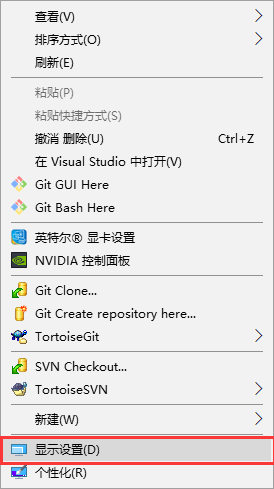 查看(V)
排序方式(O)
刷新(E)
粘贴(P)
粘贴快捷方式(S)
撤消 删除(U) Ctrl+Z
在 Visual Studio 中打开(V)
Git GUI Here
Git Bash Here
英特尔® 显卡设置
NVIDIA 控制面板
Git Clone...
Git Create repository here...
TortoiseGit
SVN Checkout...
TortoiseSVN
新建(W)
显示设置(D)
个性化(R)